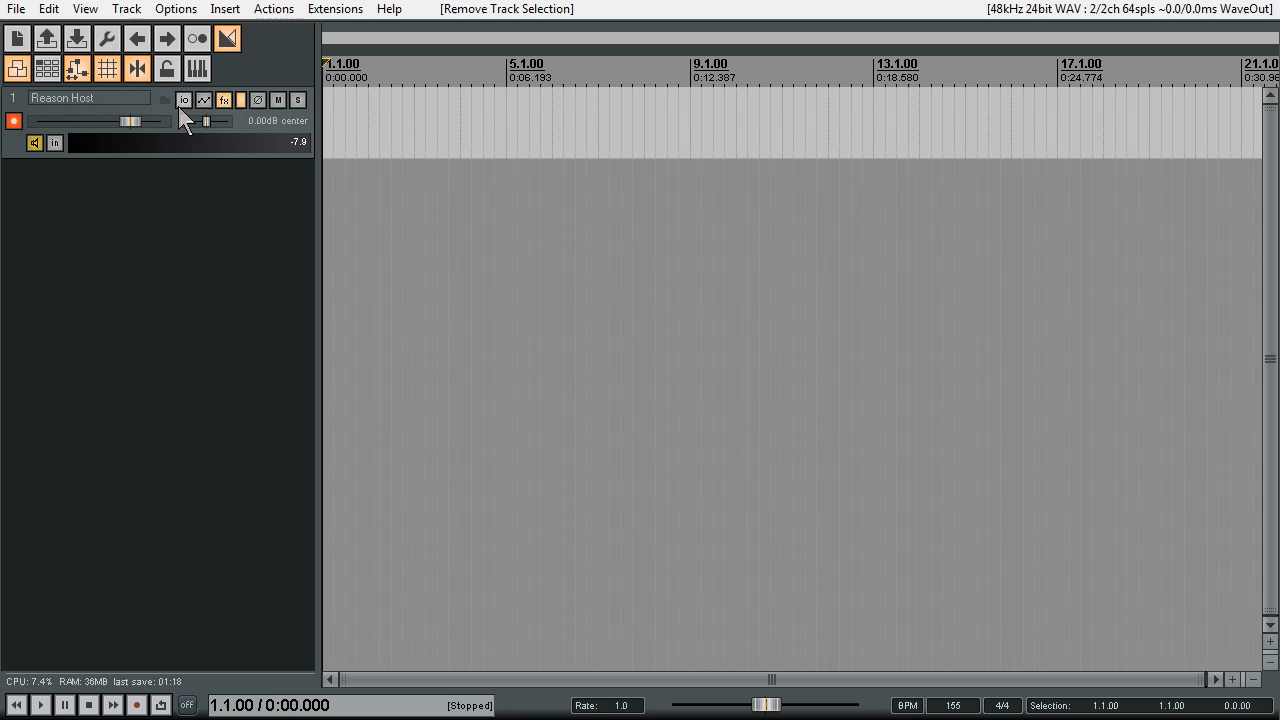 File Edit View Track Options Insert Actions Extensions Help [Remove Track Selection] [48kHz 24bit WAV : 2/2ch 64spls ~0.0/0.0ms WaveOut]
1.1.00 5.1.00 9.1.00 13.1.00 17.1.00 21.1.0
0:00.000 0:06.193 0:12.387 0:18.580 0:24.774 0:30.96
1 Reason Host io fx M S
0.00dB center
in -7.9
CPU: 7.4% RAM: 36MB last save: 01:18
off 1.1.00 / 0:00.000 [Stopped] Rate: 1.0 BPM 155 4/4 Selection: 1.1.00 1.1.00 0.0.00